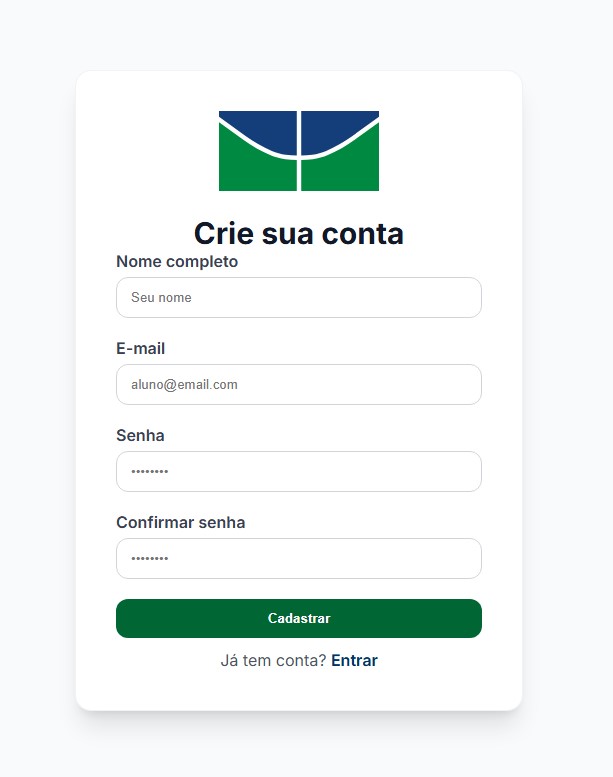 Crie sua conta
Nome completo
Seu nome
E-mail
aluno@email.com
Senha
••••••••
Confirmar senha
••••••••
Cadastrar
Já tem conta? Entrar